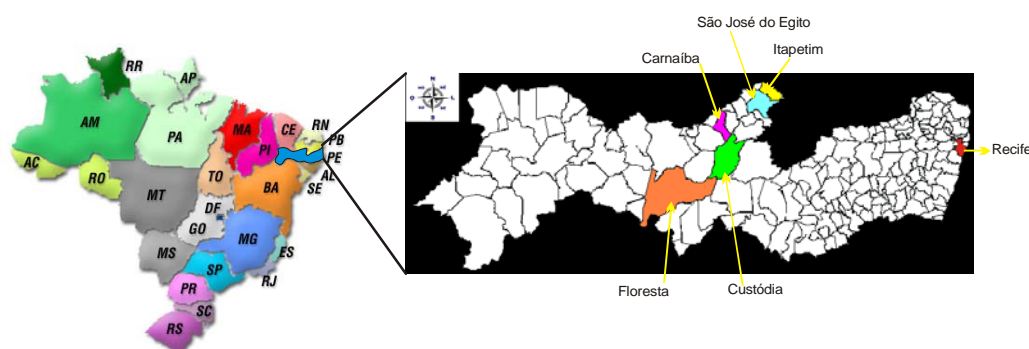 RR
AP
AM
PA
MA
CE
RN
PB
PI
PE
AL
SE
AC
RO
TO
BA
MT
DF
GO
MG
ES
MS
SP
RJ
PR
SC
RS
N
O
L
S
São José do Egito
Itapetim
Carnaíba
Recife
Floresta
Custódia